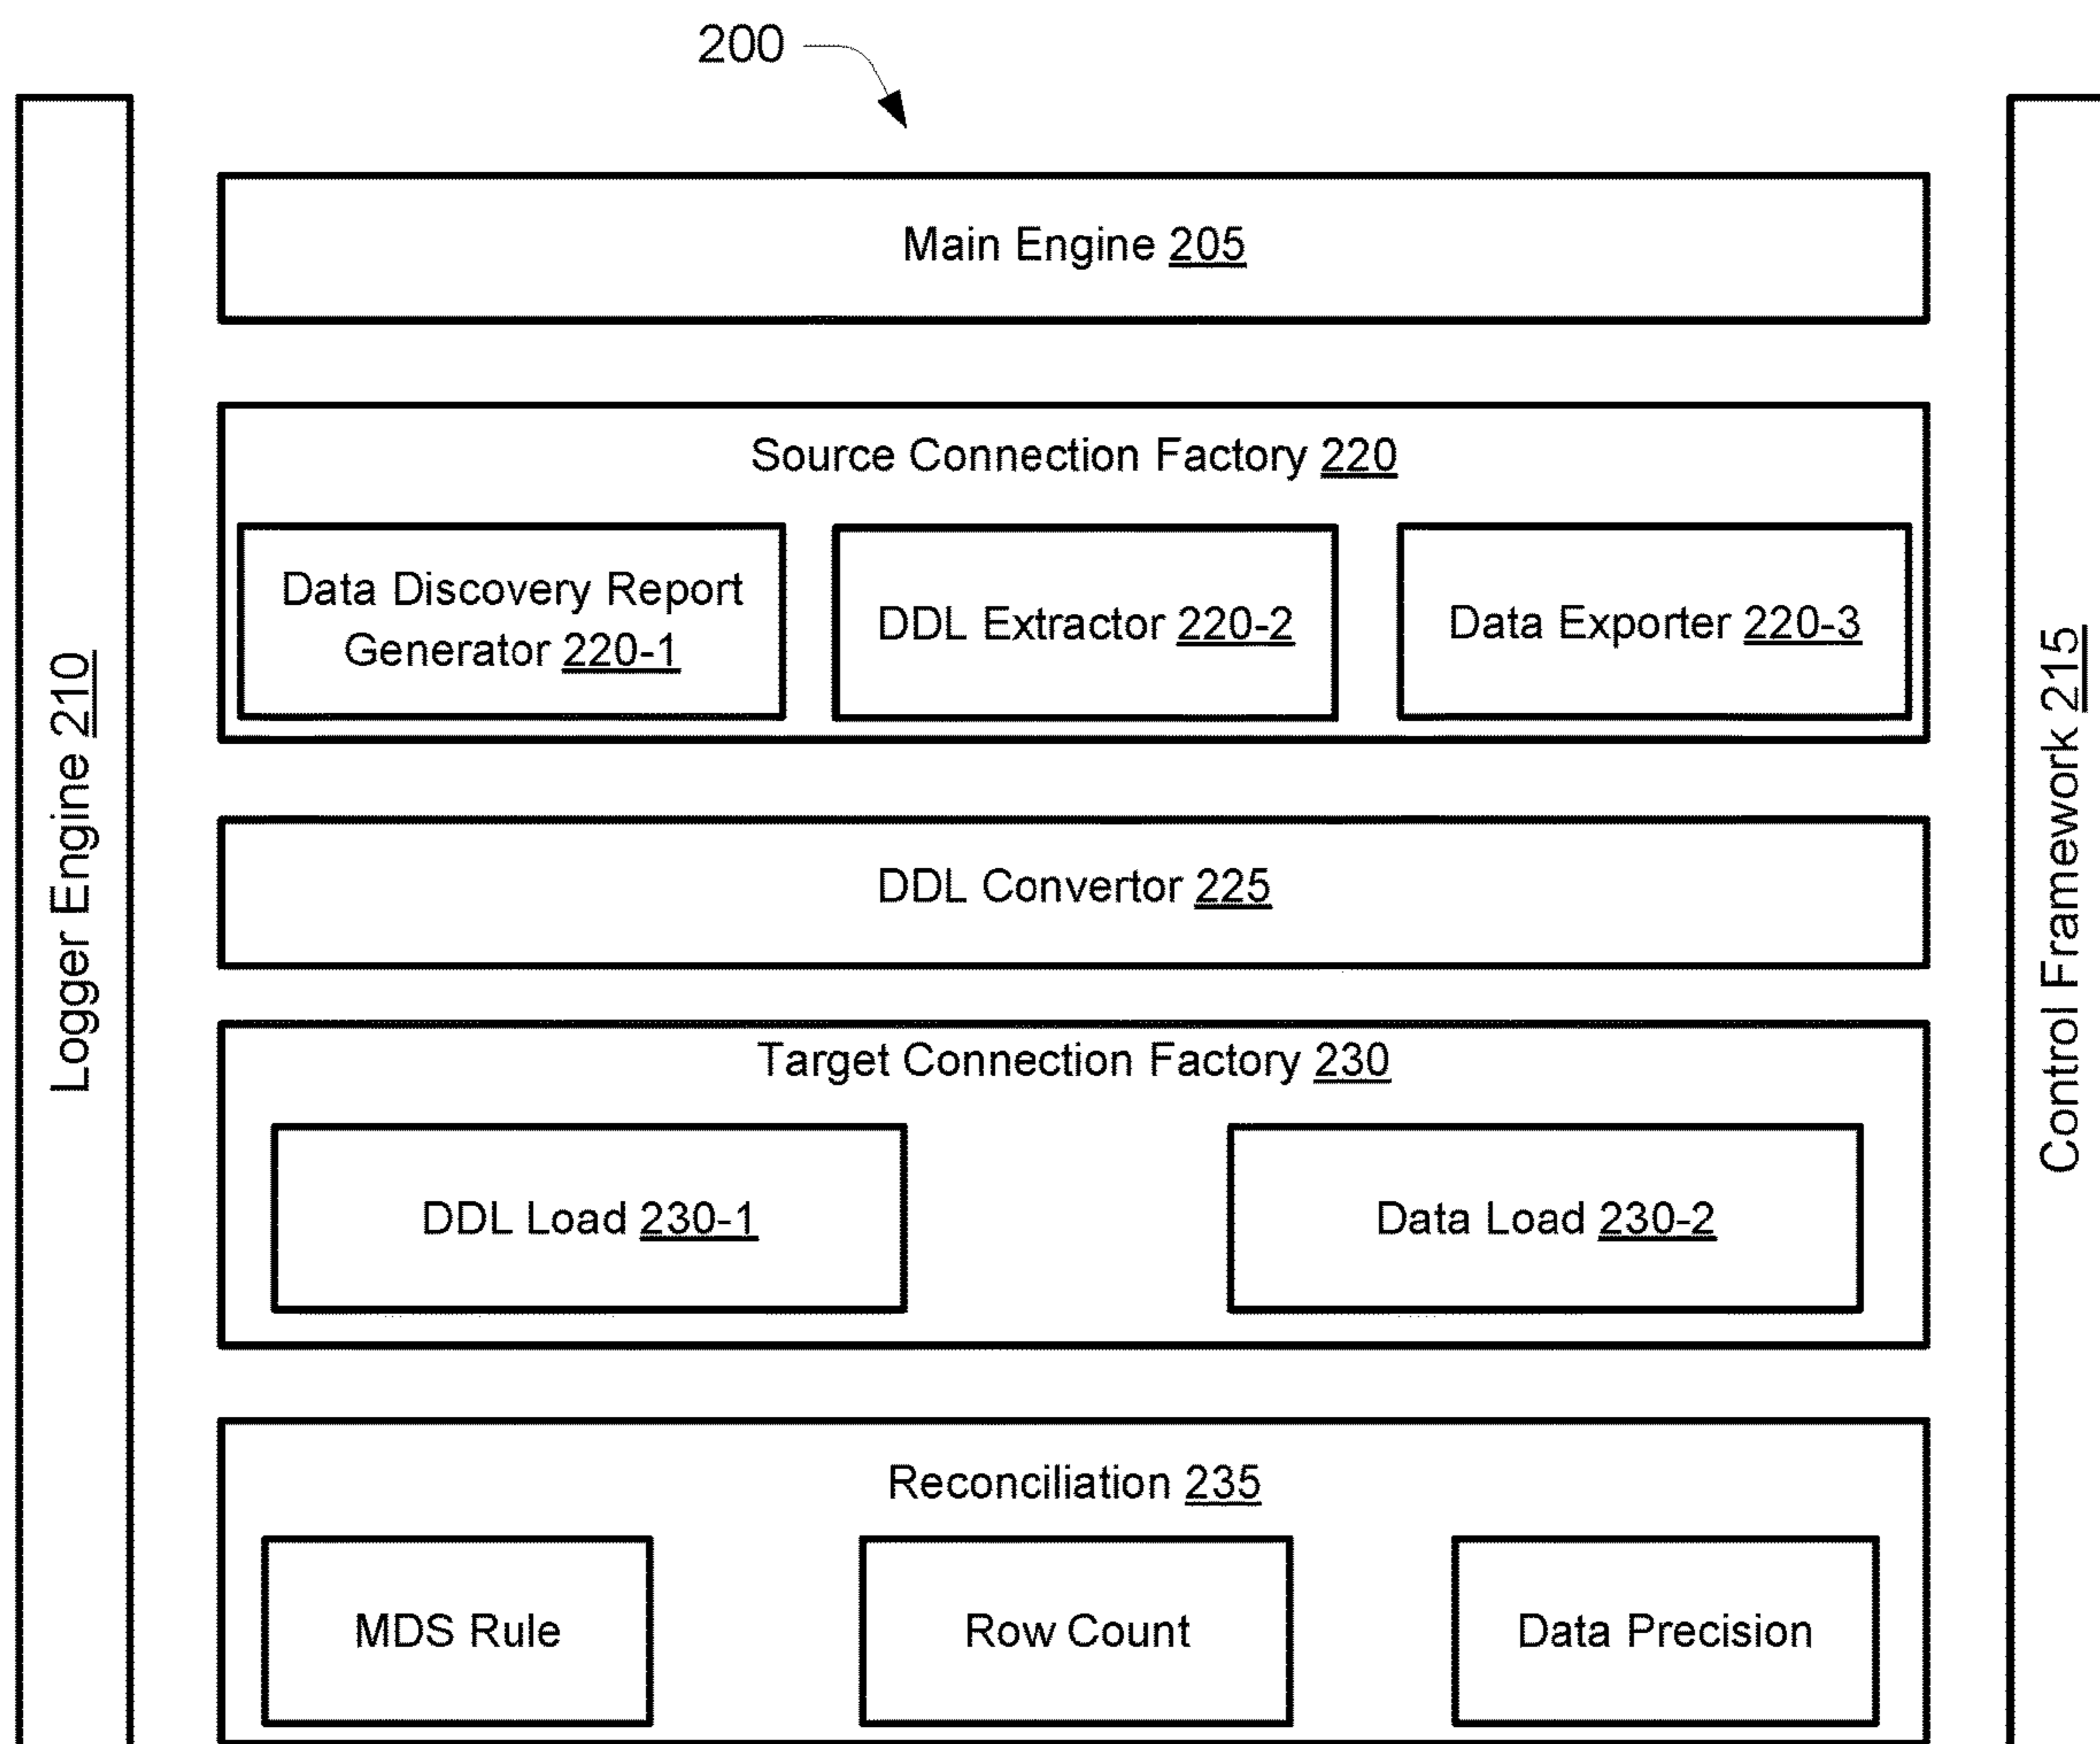 200
Main Engine 205
Source Connection Factory 220
Data Discovery Report
Generator 220-1
DDL Extractor 220-2
Data Exporter 220-3
DDL Convertor 225
Target Connection Factory 230
DDL Load 230-1
Data Load 230-2
Reconciliation 235
MDS Rule
Row Count
Data Precision
Logger Engine 210
Control Framework 215